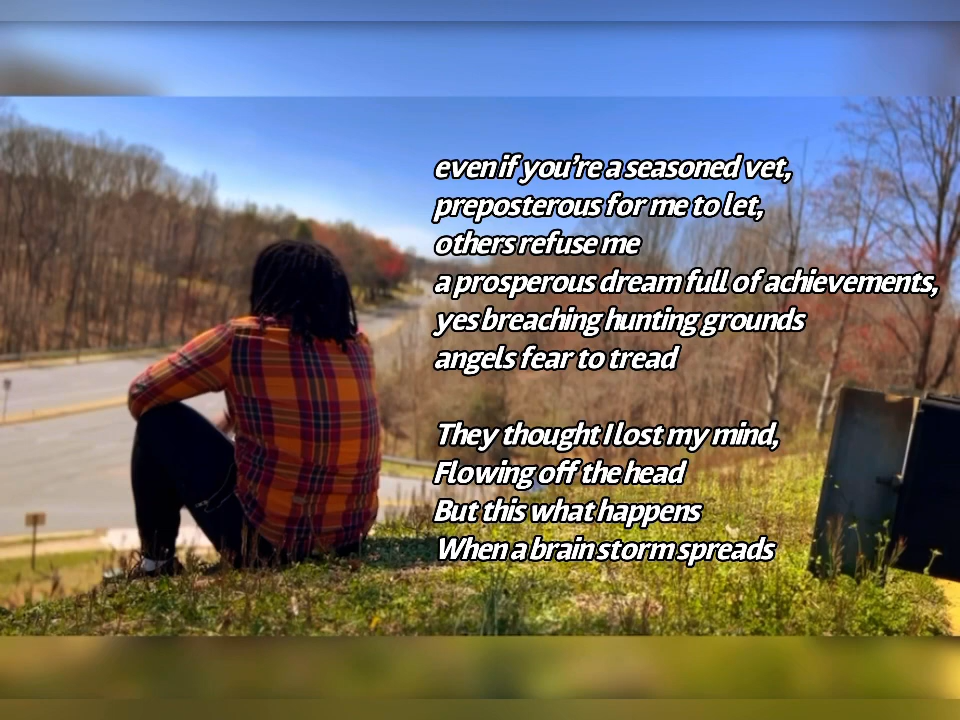 even if you're a seasoned vet,
preposterous for me to let,
others refuse me
a prosperous dream full of achievements,
yes breaching hunting grounds
angels fear to tread
They thought I lost my mind,
Flowing off the head
But this what happens
When a brain storm spreads